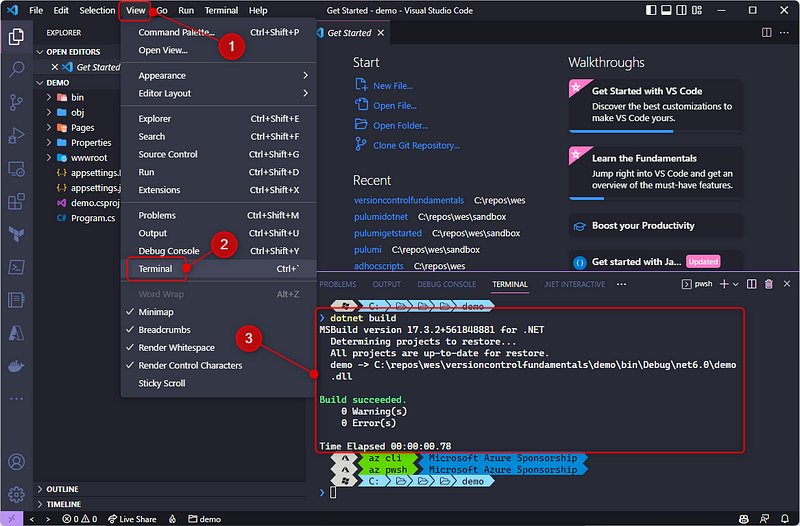 File Edit Selection View Go Run Terminal Help
Get Started - demo - Visual Studio Code
EXPLORER
OPEN EDITORS
Get Started
DEMO
bin
obj
Pages
Properties
wwwroot
appsettings.
appsettings.j
demo.csproj
Program.cs
OUTLINE
TIMELINE
1
Command Palette... Ctrl+Shift+P
Open View...
Appearance
Editor Layout
Explorer Ctrl+Shift+E
Search Ctrl+Shift+F
Source Control Ctrl+Shift+G
Run Ctrl+Shift+D
Extensions Ctrl+Shift+X
Problems Ctrl+Shift+M
Output Ctrl+Shift+U
2
Debug Console Ctrl+Shift+Y
Terminal Ctrl+`
Word Wrap Alt+Z
Minimap
Breadcrumbs
Render Whitespace
3
Render Control Characters
Sticky Scroll
Get Started
Start
New File...
Open File...
Open Folder...
Clone Git Repository...
Recent
versioncontrolfundamentals C:\repos\wes
pulumidotnet C:\repos\wes\sandbox
pulumigetstarted C:\repos\wes\sandbox
pulumi C:\repos\wes\sandbox
adhocscripts C:\repos\wes
Walkthroughs
Get Started with VS Code
Discover the best customizations to
make VS Code yours.
Learn the Fundamentals
Jump right into VS Code and get an
overview of the must-have features.
Boost your Productivity
Get started with Ja... Updated
PROBLEMS OUTPUT DEBUG CONSOLE TERMINAL .NET INTERACTIVE ... pwsh
C: demo
dotnet build
MSBuild version 17.3.2+561848881 for .NET
Determining projects to restore...
All projects are up-to-date for restore.
demo -> C:\repos\wes\versioncontrolfundamentals\demo\bin\Debug\net6.0\demo
.dll
Build succeeded.
0 Warning(s)
0 Error(s)
Time Elapsed 00:00:00.78
az cli Microsoft Azure Sponsorship
az pwsh Microsoft Azure Sponsorship
C: demo
0 0 Live Share demo